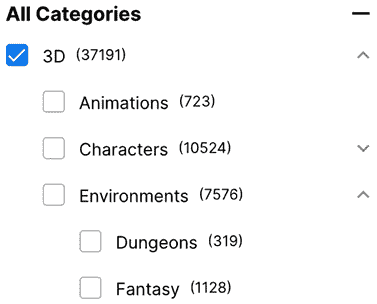 All Categories
3D (37191)
Animations (723)
Characters (10524)
Environments (7576)
Dungeons (319)
Fantasy (1128)